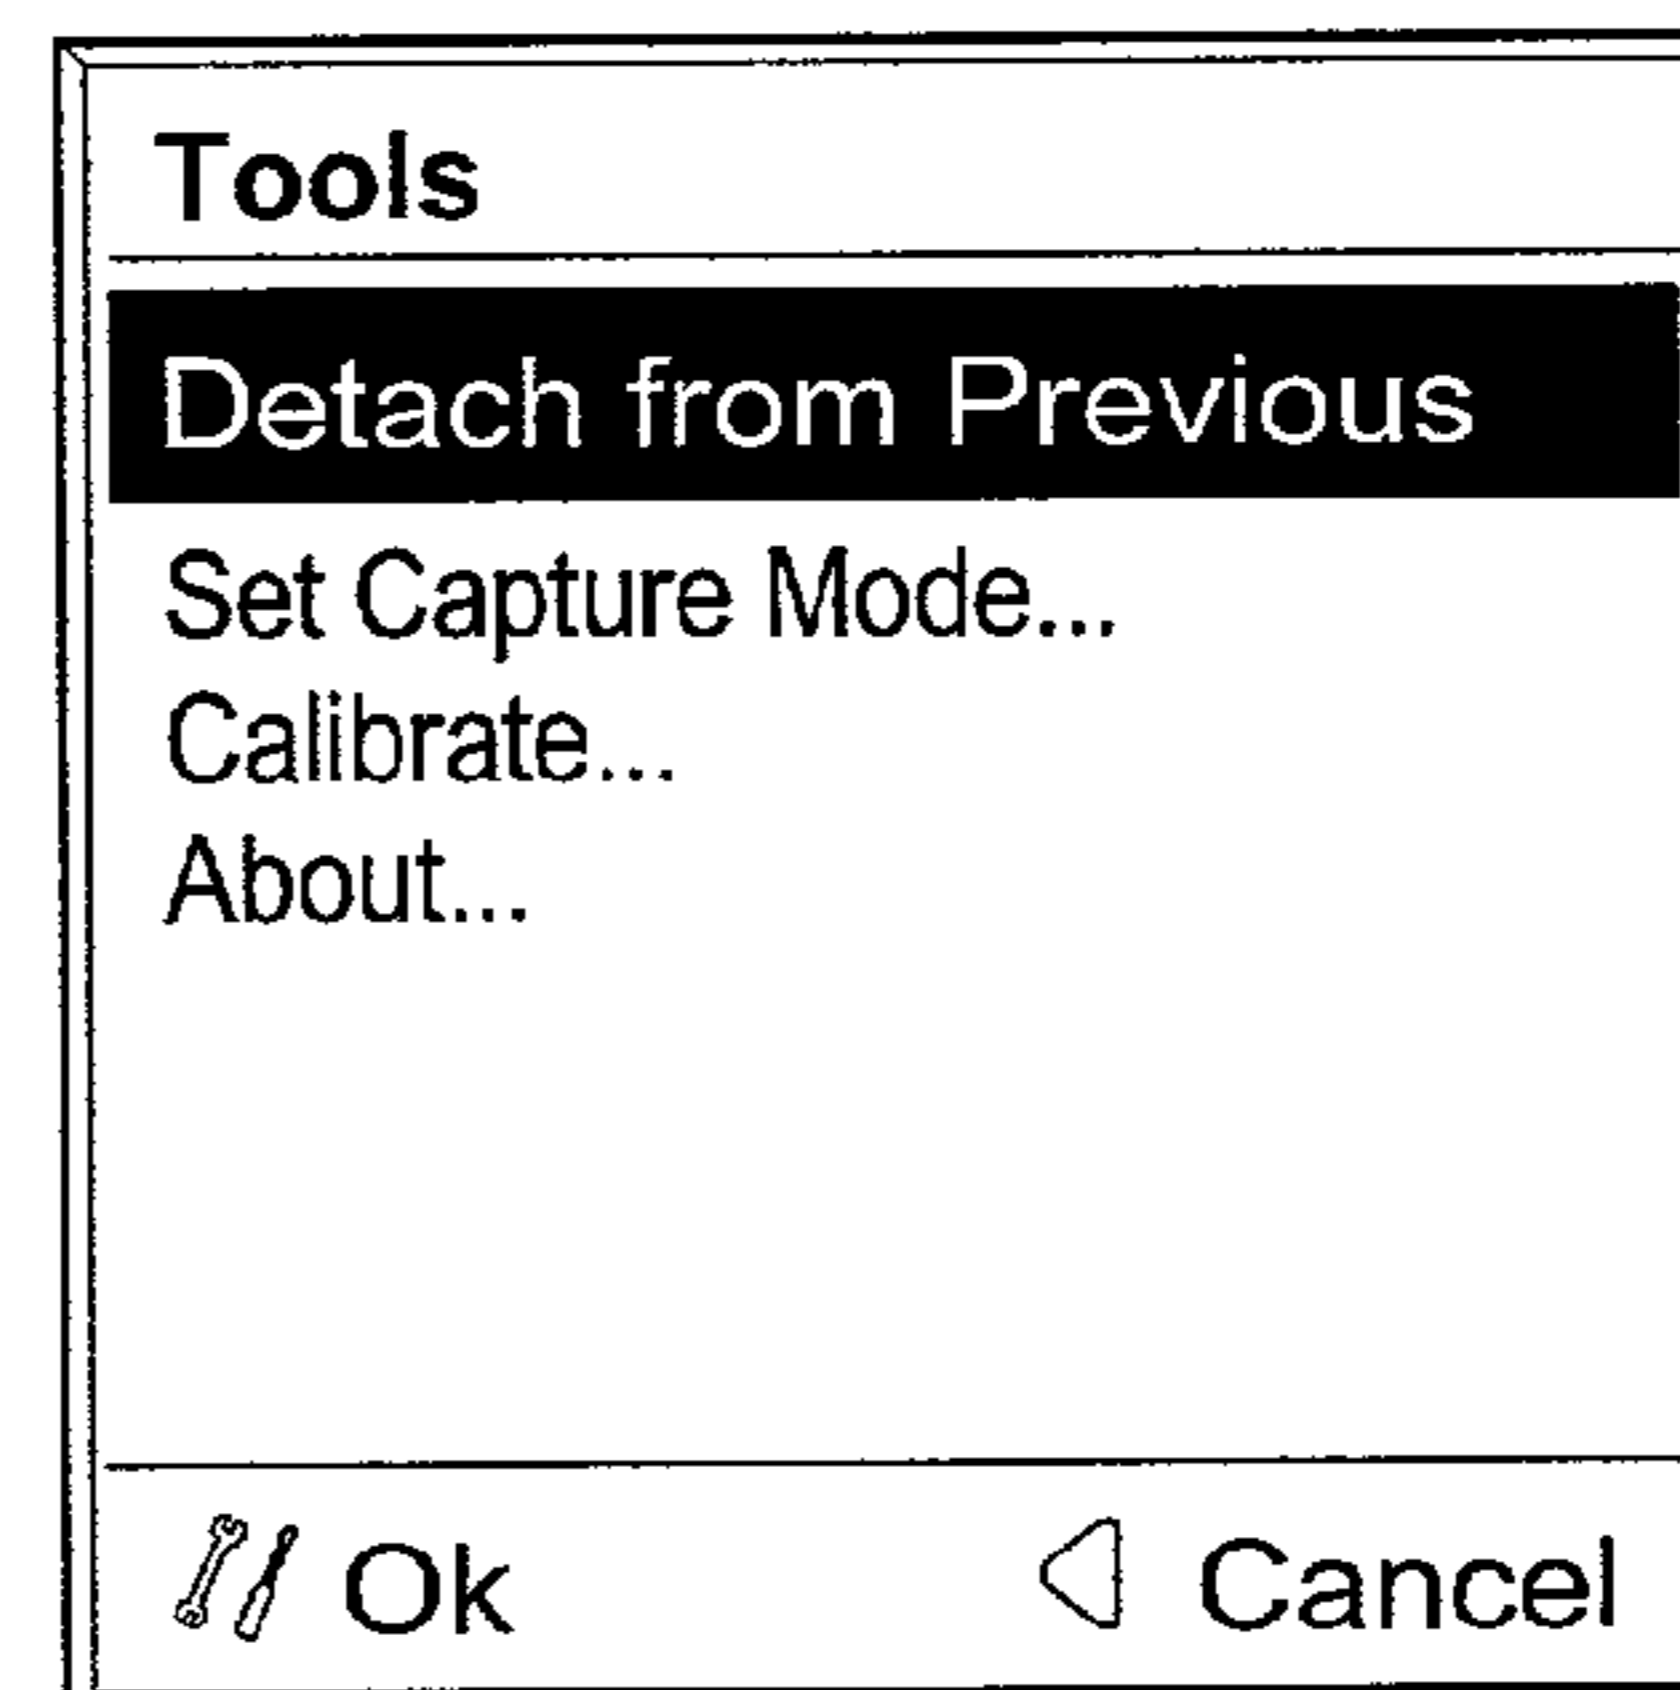 Tools
Detach from Previous
Set Capture Mode...
Calibrate...
About...
Ok Cancel